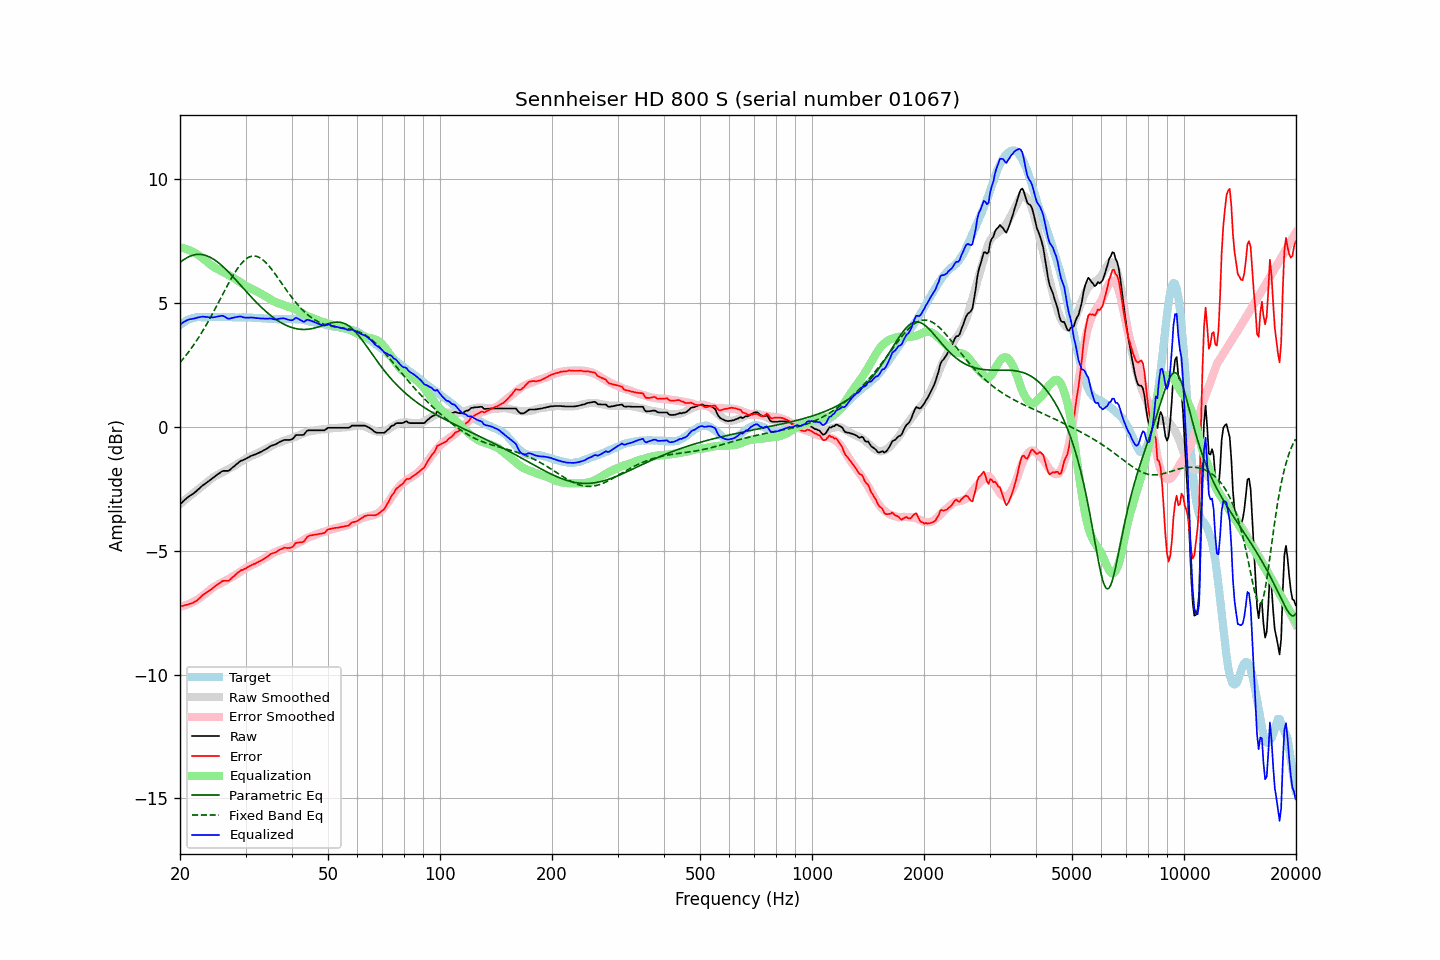 Sennheiser HD 800 S (serial number 01067)
Amplitude (dBr)
10
5
0
−5
−10
−15
Target
Raw Smoothed
Error Smoothed
Raw
Error
Equalization
Parametric Eq
Fixed Band Eq
Equalized
20 50 100 200 500 1000 2000 5000 10000 20000
Frequency (Hz)